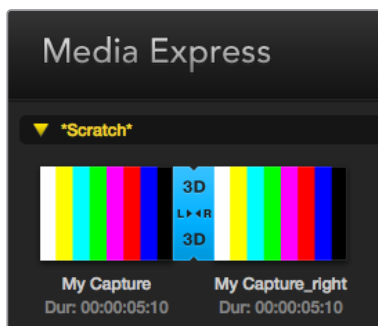 Media Express
*Scratch*
3D
L R
3D
My Capture
My Capture_right
Dur: 00:00:05:10
Dur: 00:00:05:10